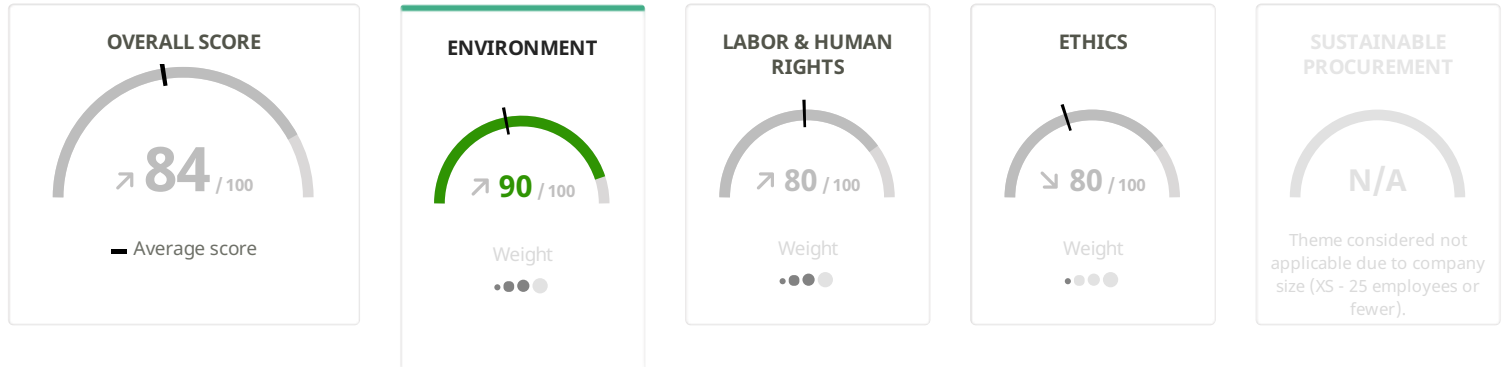 OVERALL SCORE
84 / 100
Average score
ENVIRONMENT
90 / 100
Weight
LABOR & HUMAN
RIGHTS
80 / 100
Weight
ETHICS
80 / 100
Weight
SUSTAINABLE
PROCUREMENT
N/A
Theme considered not
applicable due to company
size (XS - 25 employees or
fewer).